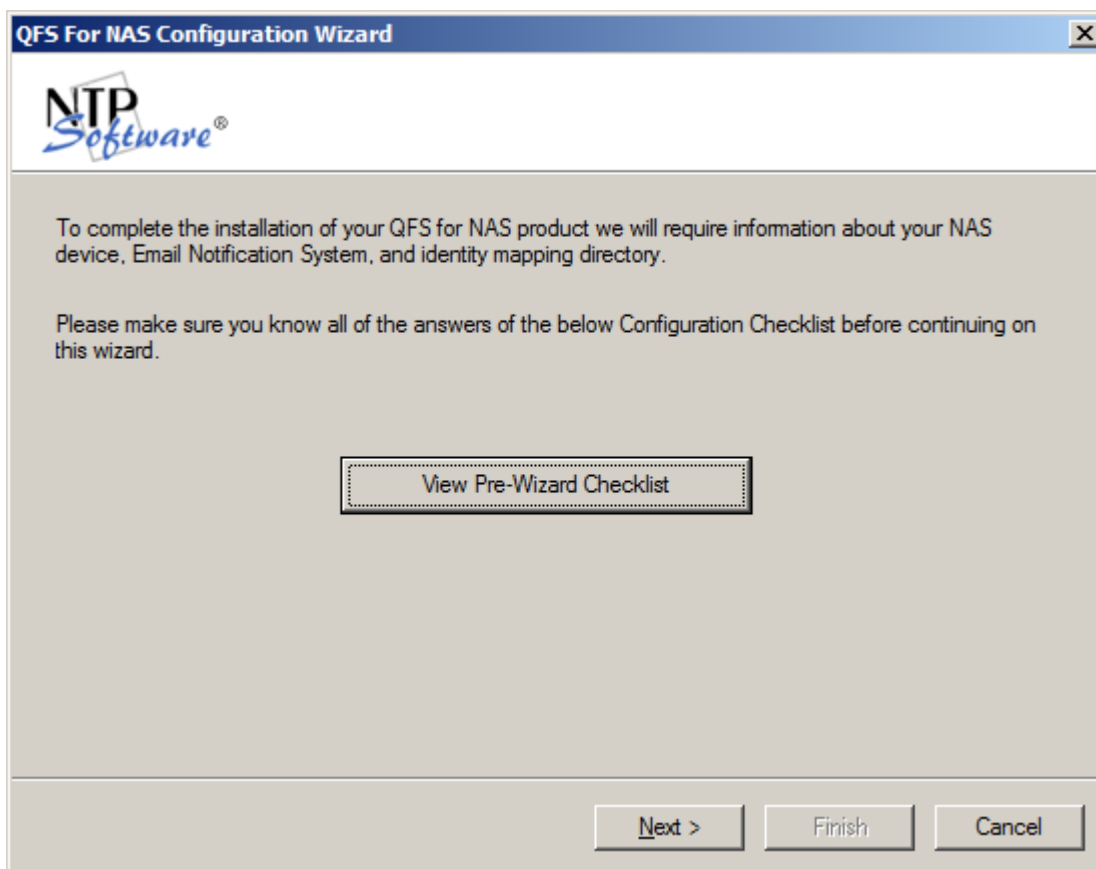 QFS For NAS Configuration Wizard
NTP
Software®
To complete the installation of your QFS for NAS product we will require information about your NAS
device, Email Notification System, and identity mapping directory.
Please make sure you know all of the answers of the below Configuration Checklist before continuing on
this wizard.
View Pre-Wizard Checklist
Next >
Finish
Cancel